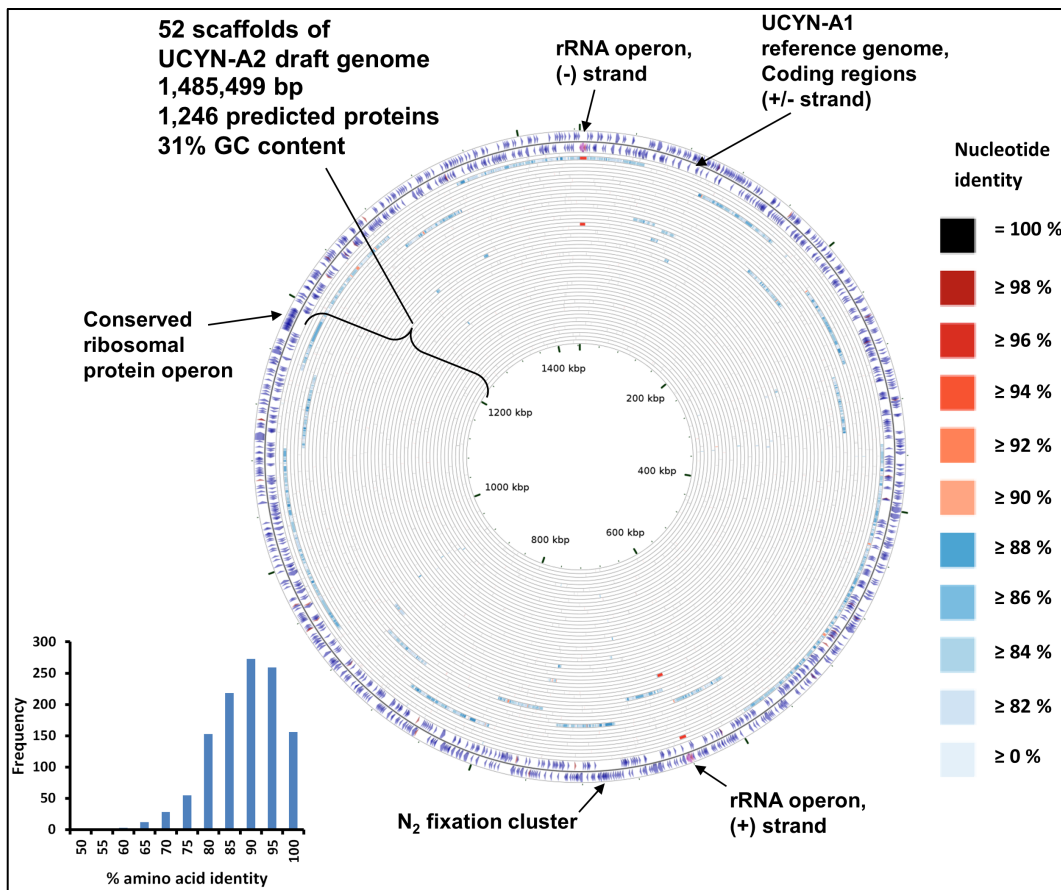 52 scaffolds of
UCYN-A2 draft genome
1,485,499 bp
1,246 predicted proteins
31% GC content
rRNA operon,
(-) strand
UCYN-A1
reference genome,
Coding regions
(+/- strand)
Conserved
ribosomal
protein operon
1400 kbp
200 kbp
400 kbp
600 kbp
800 kbp
1000 kbp
1200 kbp
N₂ fixation cluster
rRNA operon,
(+) strand
Nucleotide
identity
= 100 %
≥ 98 %
≥ 96 %
≥ 94 %
≥ 92 %
≥ 90 %
≥ 88 %
≥ 86 %
≥ 84 %
≥ 82 %
≥ 0 %
Frequency
300
250
200
150
100
50
0
50 55 60 65 70 75 80 85 90 95 100
% amino acid identity